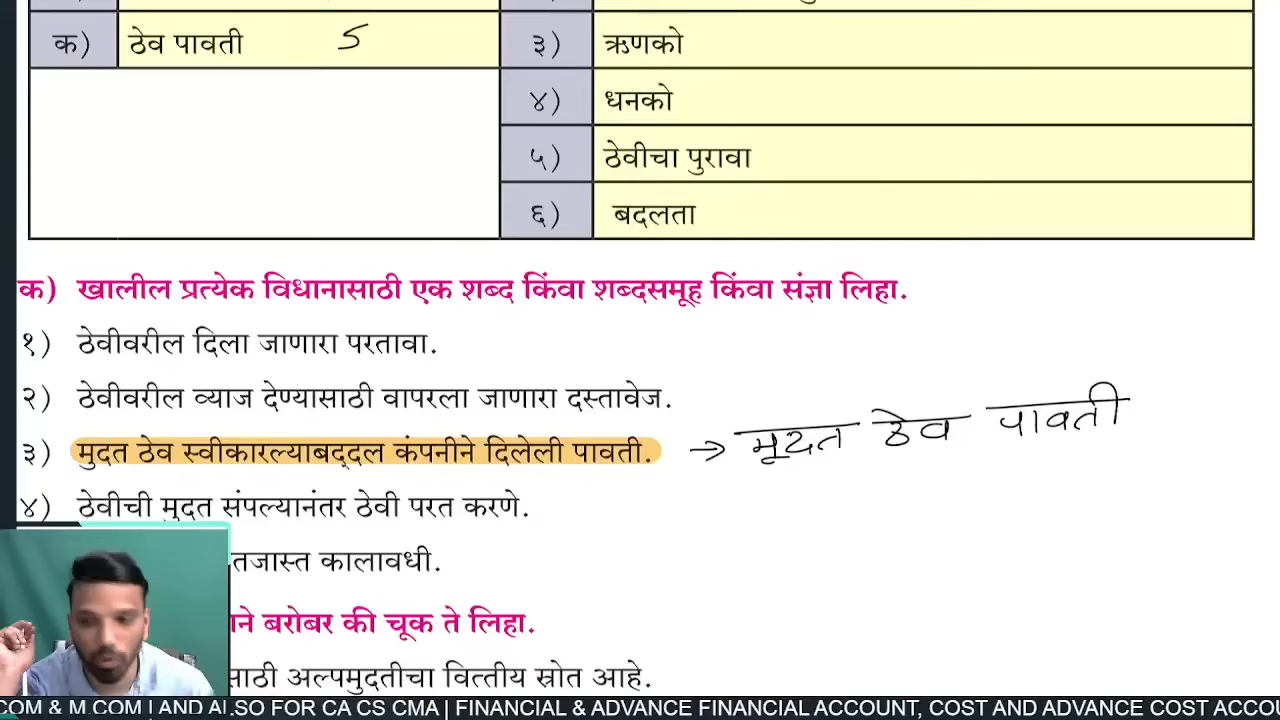 क) ठेव पावती 5 ३) ऋणको
४) धनको
५) ठेवीचा पुरावा
६) बदलता
क) खालील प्रत्येक विधानासाठी एक शब्द किंवा शब्दसमूह किंवा संज्ञा लिहा.
१) ठेवीवरील दिला जाणारा परतावा.
२) ठेवीवरील व्याज देण्यासाठी वापरला जाणारा दस्तावेज.
३) मुदत ठेव स्वीकारल्याबद्दल कंपनीने दिलेली पावती. → मूदत ठेव पावती
४) ठेवीची मुदत संपल्यानंतर ठेवी परत करणे.
तजास्त कालावधी.
ाने बरोबर की चूक ते लिहा.
साठी अल्पमुदतीचा वित्तीय स्रोत आहे.
COM & M.COM | AND ALSO FOR CA CS CMA | FINANCIAL & ADVANCE FINANCIAL ACCOUNT, COST AND ADVANCE COST ACCOU